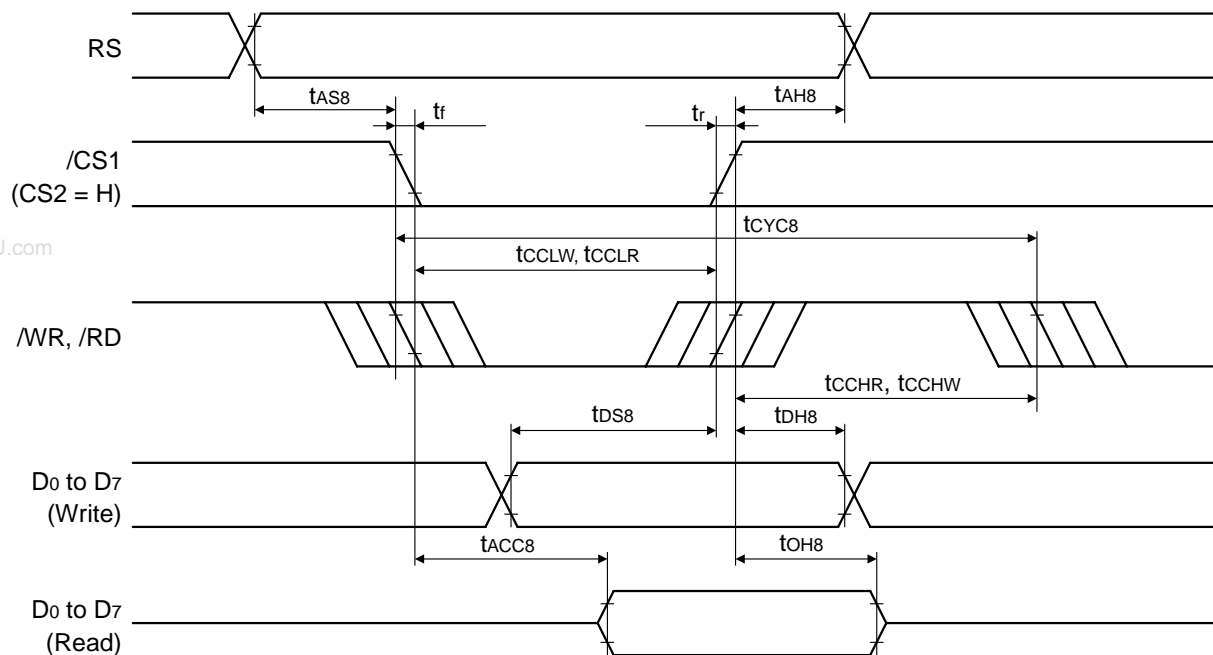 RS
tAS8
tAH8
tf
tr
/CS1
(CS2 = H)
tCYC8
J.com
tCCLW, tCCLR
/WR, /RD
tCCHR, tCCHW
tDS8
tDH8
D0 to D7
(Write)
tACC8
tOH8
D0 to D7
(Read)